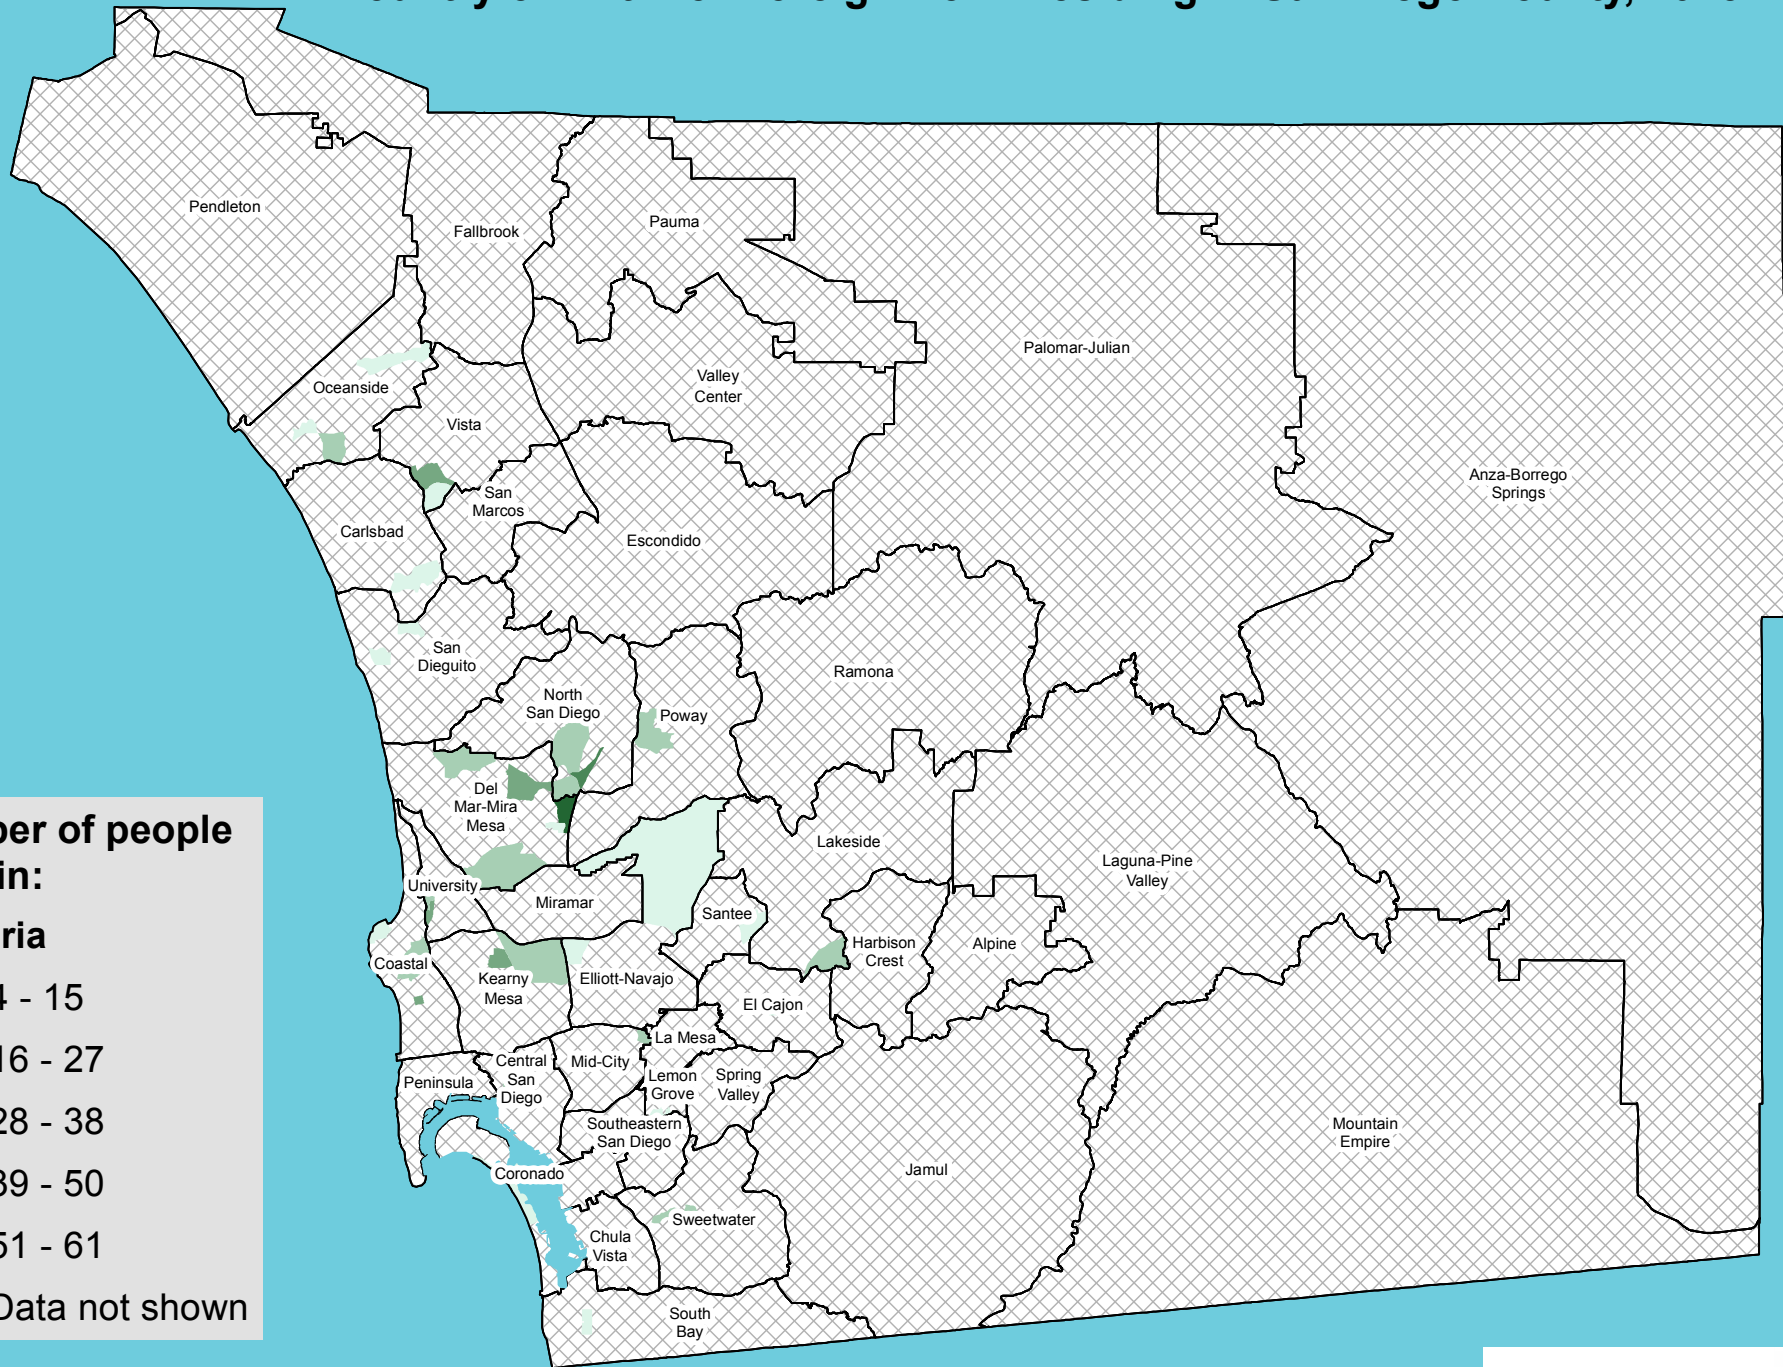 Pendleton
Fallbrook
Pauma
Palomar-Julian
Oceanside
Valley
Center
Vista
Anza-Borrego
Springs
San
Marcos
Carlsbad
Escondido
San
Dieguito
Ramona
North
San Diego
Poway
Del
Mar-Mira
Mesa
Lakeside
Laguna-Pine
Valley
University
Miramar
Santee
Harbison
Crest
Alpine
Coastal
Kearny
Mesa
Elliott-Navajo
El Cajon
La Mesa
Central
San
Diego
Mid-City
Peninsula
Lemon
Grove
Spring
Valley
Southeastern
San Diego
Mountain
Empire
Coronado
Jamul
Sweetwater
Chula
Vista
South
Bay
of people
in:
4 - 15
16 - 27
28 - 38
39 - 50
51 - 61
Data not shown